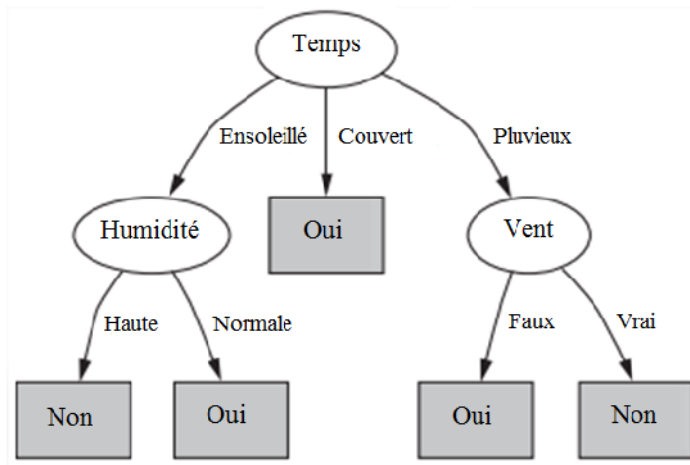 Temps
Ensoleillé Couvert Pluvieux
Humidité Oui Vent
Haute Normale Faux Vrai
Non Oui Oui Non